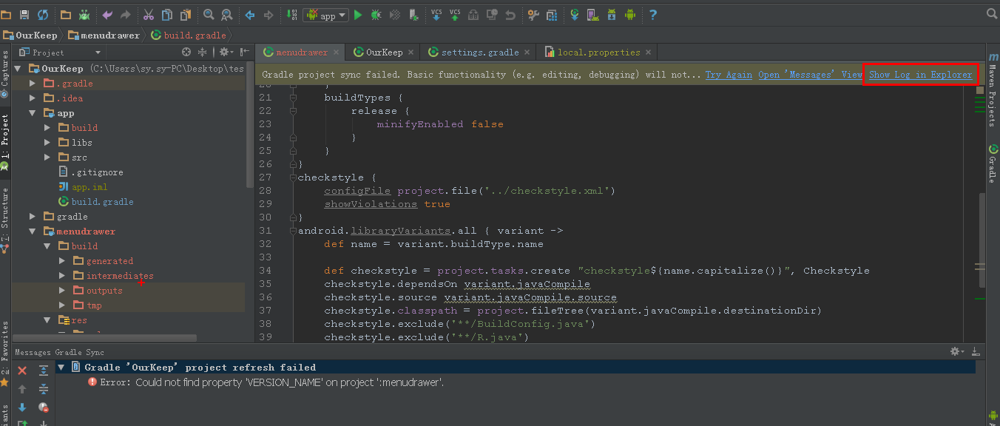 app
VCS VCS
OurKeep menudrawer build.gradle
Project
menudrawer OurKeep settings.gradle local.properties
Gradle project sync failed. Basic functionality (e.g. editing, debugging) will not... Try Again Open 'Messages' View Show Log in Explorer
OurKeep (C:\Users\sy.sy-PC\Desktop\tes
.gradle
.idea
app
build
libs
src
.gitignore
app.iml
build.gradle
gradle
menudrawer
build
generated
intermediates
outputs
tmp
res
20 }
21 buildTypes {
22 release {
23 minifyEnabled false
24 }
25 }
26 }
27 checkstyle {
28 configFile project.file('../checkstyle.xml')
29 showViolations true
30 }
31 android.libraryVariants.all { variant ->
32 def name = variant.buildType.name
33
34 def checkstyle = project.tasks.create "checkstyle${name.capitalize()}", Checkstyle
35 checkstyle.dependsOn variant.javaCompile
36 checkstyle.source variant.javaCompile.source
37 checkstyle.classpath = project.fileTree(variant.javaCompile.destinationDir)
38 checkstyle.exclude('**/BuildConfig.java')
39 checkstyle.exclude('**/R.java')
Captures
1: Project
7: Structure
2: Favorites
Maven Projects
Gradle
Messages Gradle Sync
Gradle 'OurKeep' project refresh failed
Error: Could not find property 'VERSION_NAME' on project ':menudrawer'.